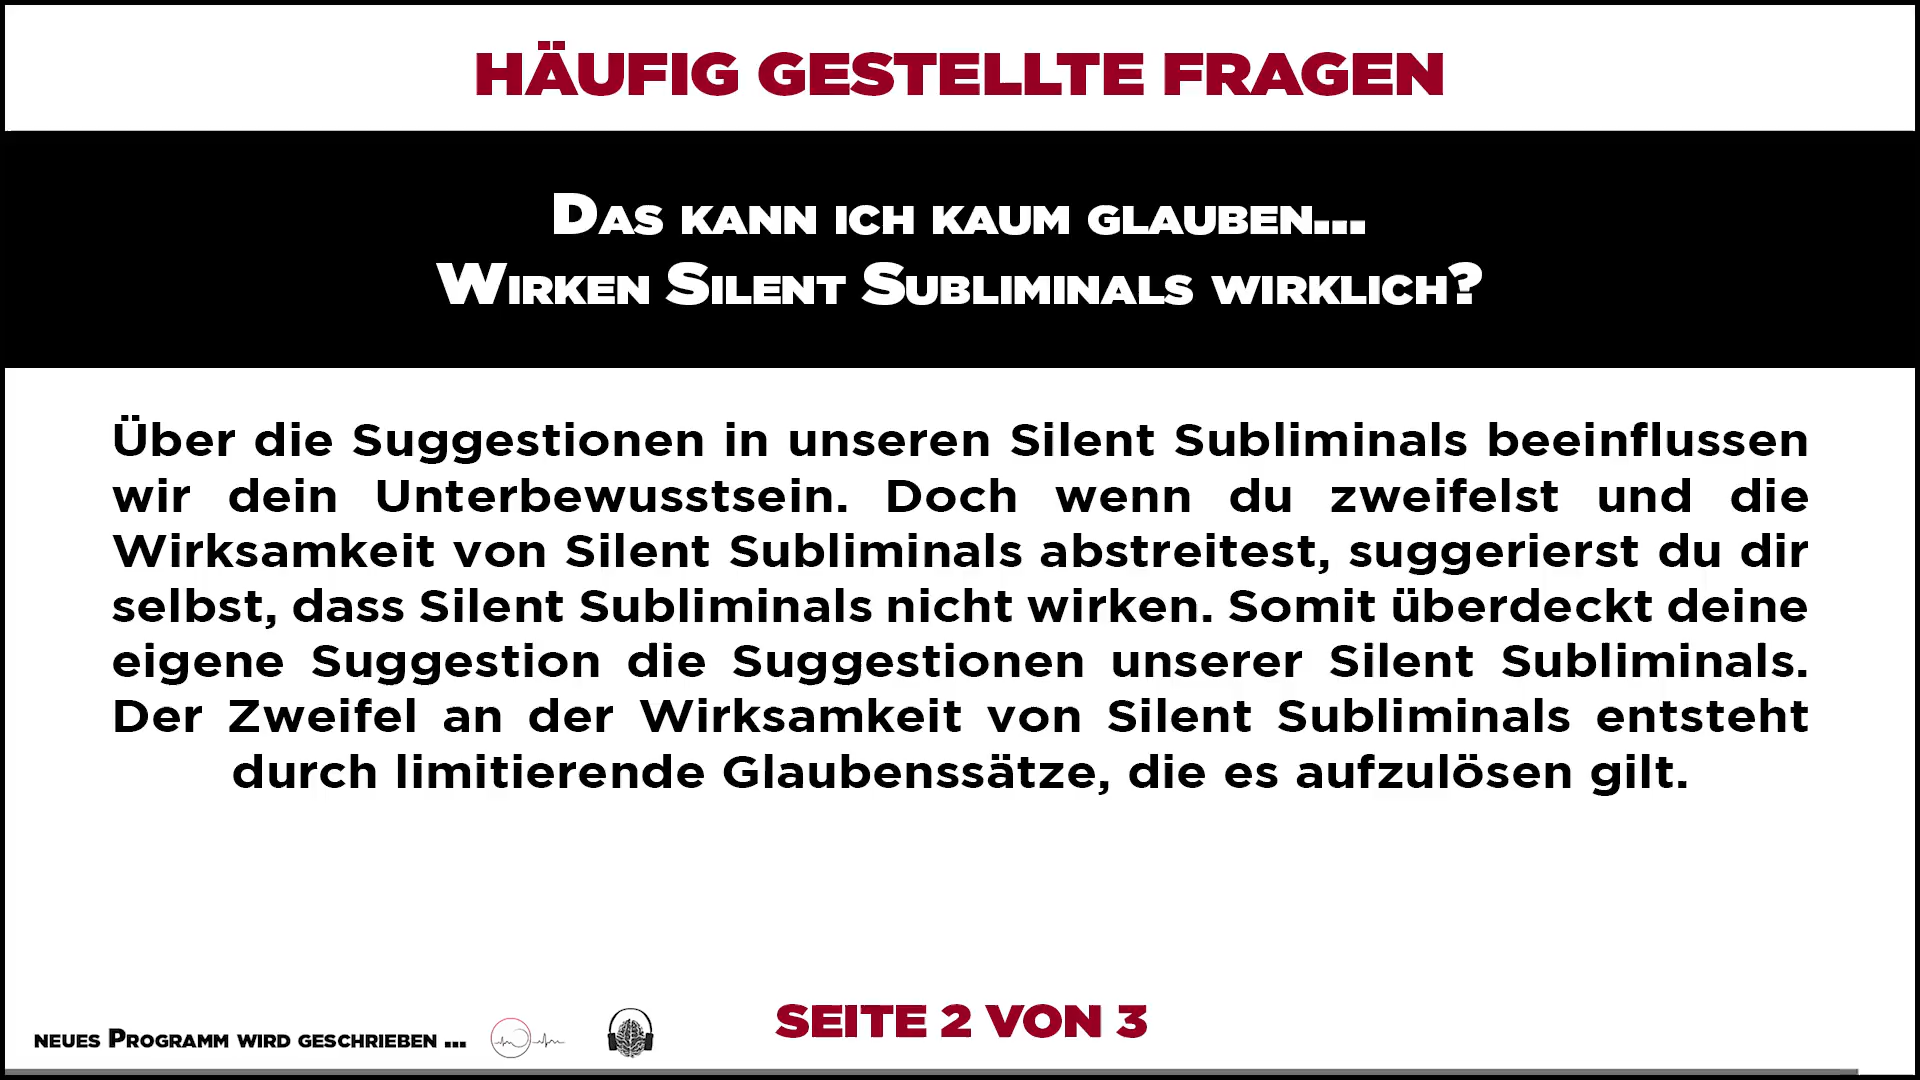 HÄUFIG GESTELLTE FRAGEN
DAS KANN ICH KAUM GLAUBEN...
WIRKEN SILENT SUBLIMINALS WIRKLICH?
Über die Suggestionen in unseren Silent Subliminals beeinflussen
wir dein Unterbewusstsein. Doch wenn du zweifelst und die
Wirksamkeit von Silent Subliminals abstreitest, suggerierst du dir
selbst, dass Silent Subliminals nicht wirken. Somit überdeckt deine
eigene Suggestion die Suggestionen unserer Silent Subliminals.
Der Zweifel an der Wirksamkeit von Silent Subliminals entsteht
durch limitierende Glaubenssätze, die es aufzulösen gilt.
SEITE 2 VON 3
NEUES PROGRAMM WIRD GESCHRIEBEN ...